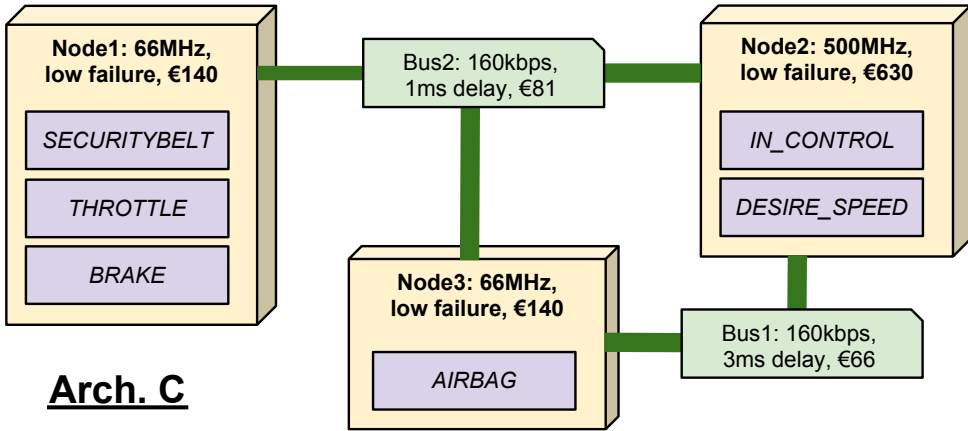 Node1: 66MHz,
low failure, €140
SECURITYBELT
THROTTLE
BRAKE
Bus2: 160kbps,
1ms delay, €81
Node2: 500MHz,
low failure, €630
IN_CONTROL
DESIRE_SPEED
Node3: 66MHz,
low failure, €140
AIRBAG
Bus1: 160kbps,
3ms delay, €66
Arch. C